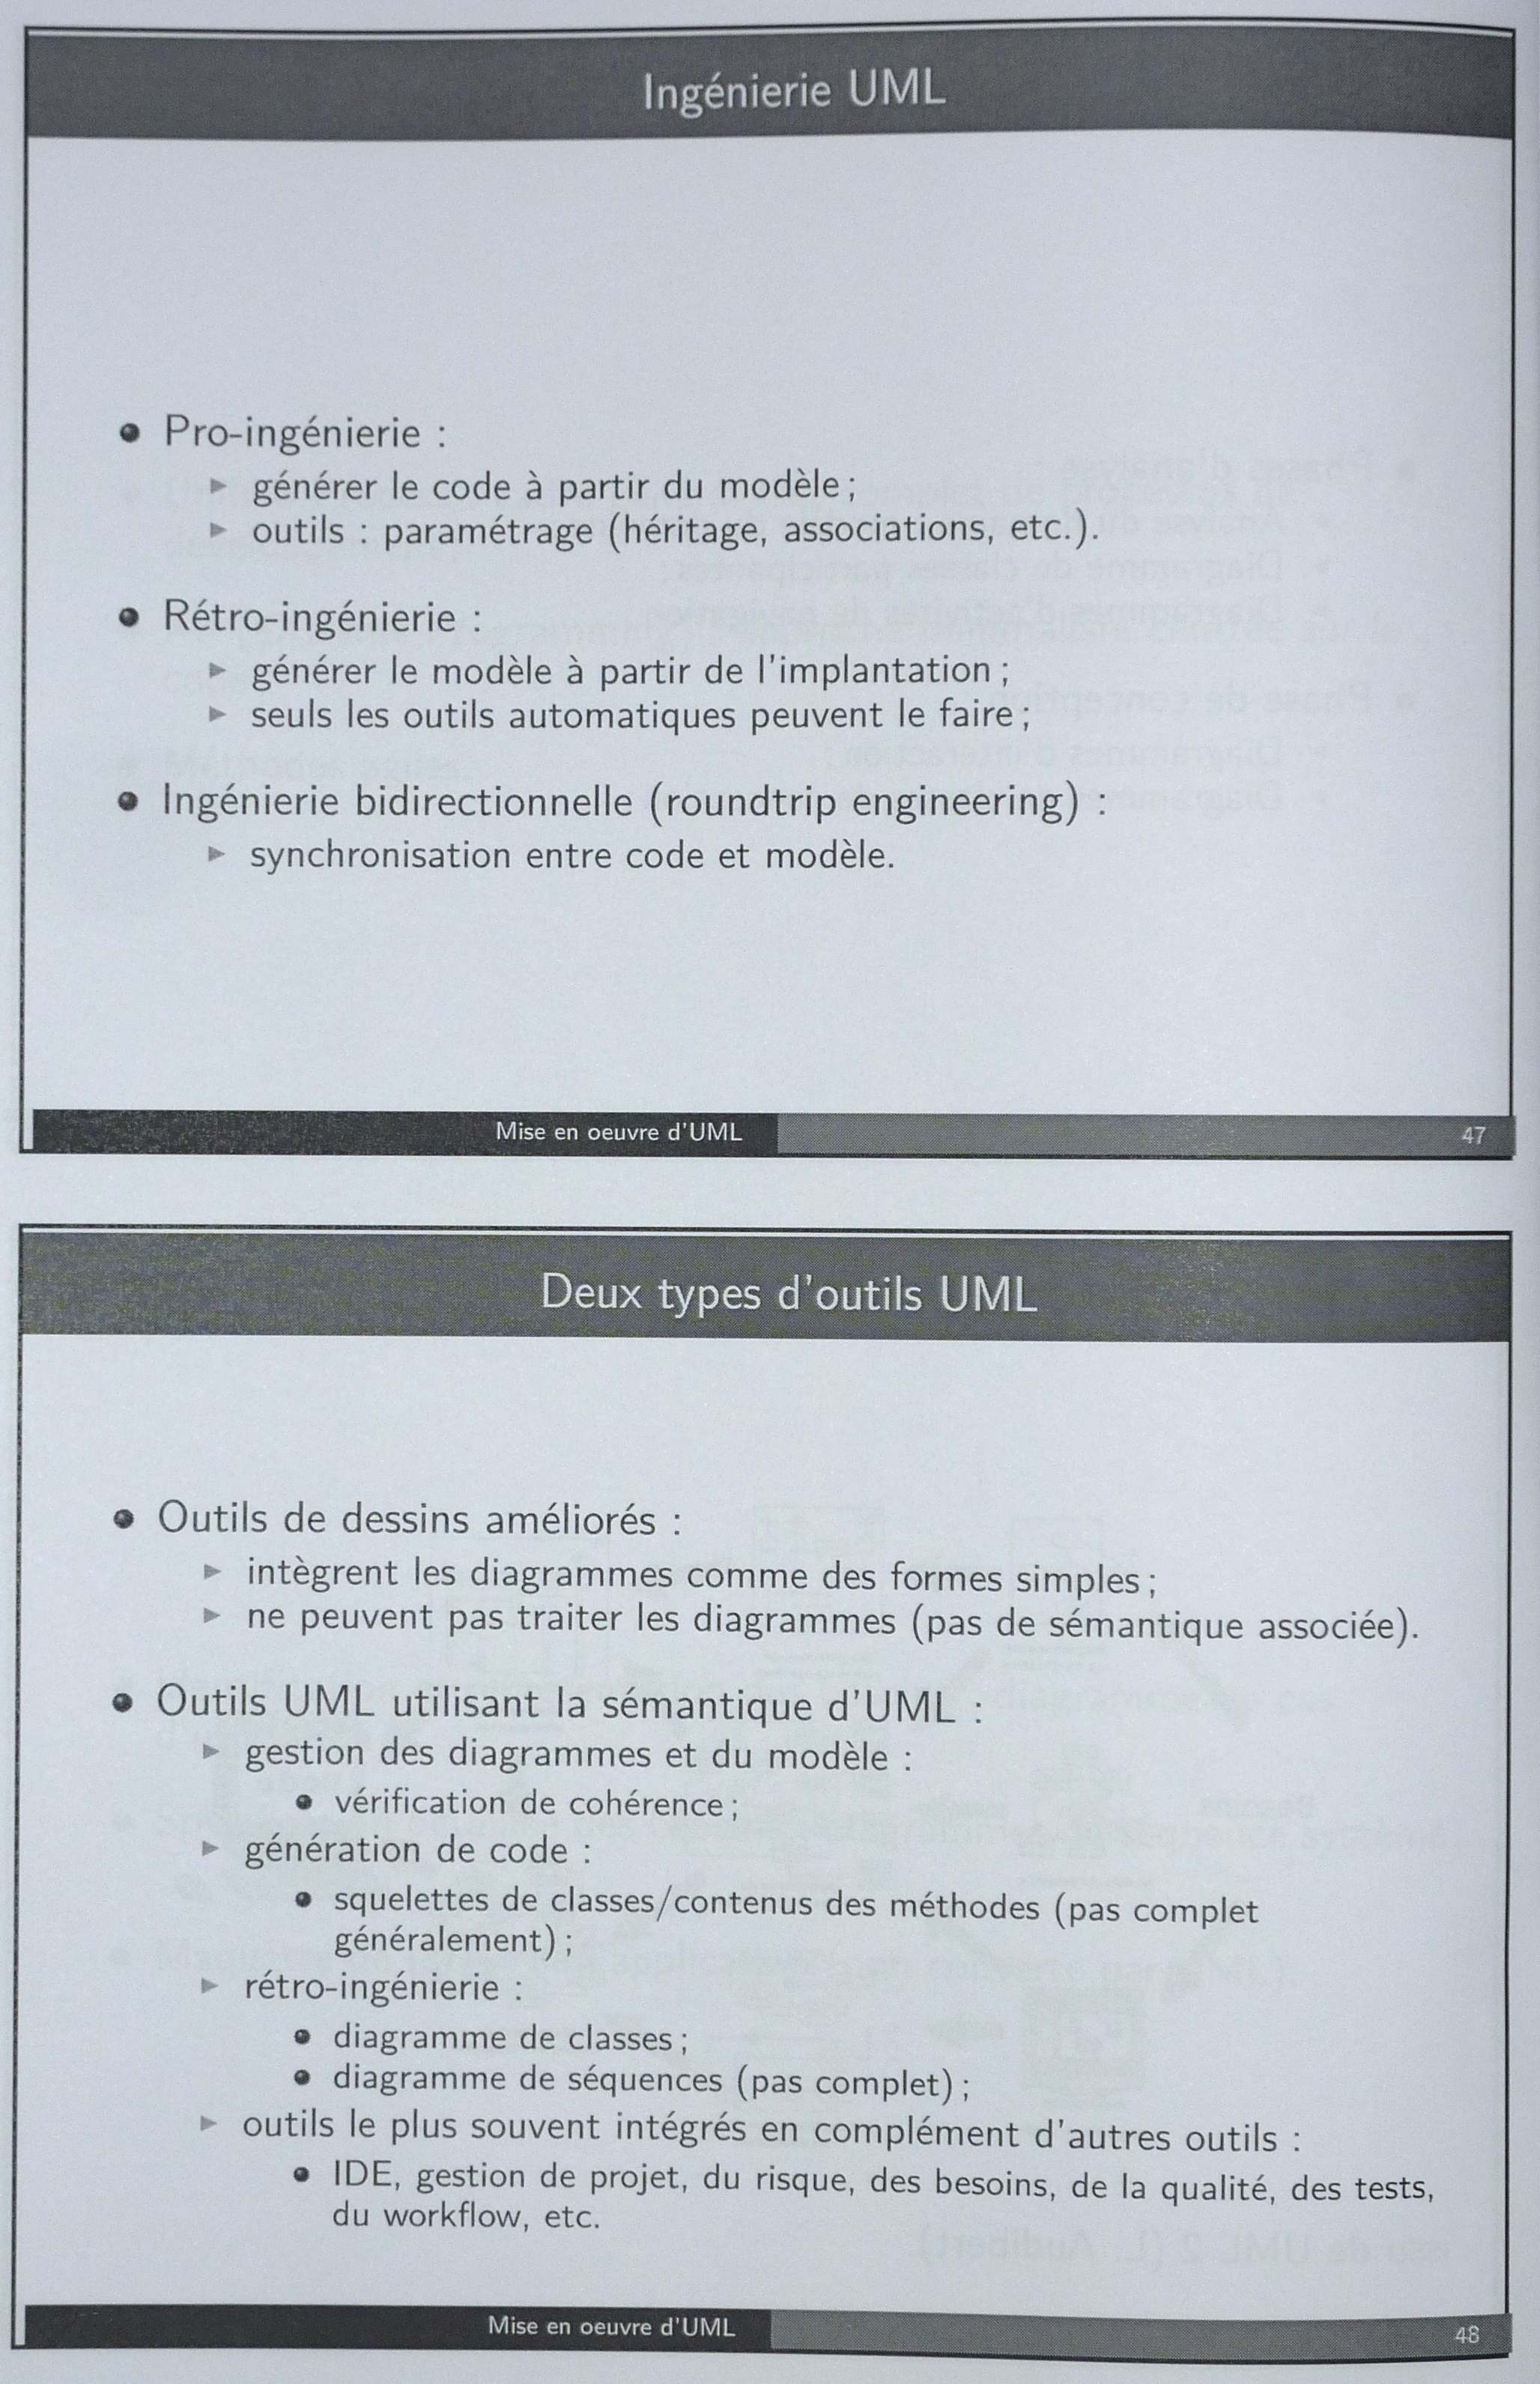 Ingénierie UML
• Pro-ingénierie :
▶ générer le code à partir du modèle ;
▶ outils : paramétrage (héritage, associations, etc.).
• Rétro-ingénierie :
▶ générer le modèle à partir de l'implantation ;
▶ seuls les outils automatiques peuvent le faire ;
• Ingénierie bidirectionnelle (roundtrip engineering) :
▶ synchronisation entre code et modèle.
Mise en oeuvre d'UML
47
Deux types d'outils UML
• Outils de dessins améliorés :
▶ intègrent les diagrammes comme des formes simples ;
▶ ne peuvent pas traiter les diagrammes (pas de sémantique associée).
• Outils UML utilisant la sémantique d'UML :
▶ gestion des diagrammes et du modèle :
• vérification de cohérence ;
▶ génération de code :
• squelettes de classes/contenus des méthodes (pas complet
généralement) ;
▶ rétro-ingénierie :
• diagramme de classes ;
• diagramme de séquences (pas complet) ;
▶ outils le plus souvent intégrés en complément d'autres outils :
• IDE, gestion de projet, du risque, des besoins, de la qualité, des tests,
du workflow, etc.
Mise en oeuvre d'UML
48